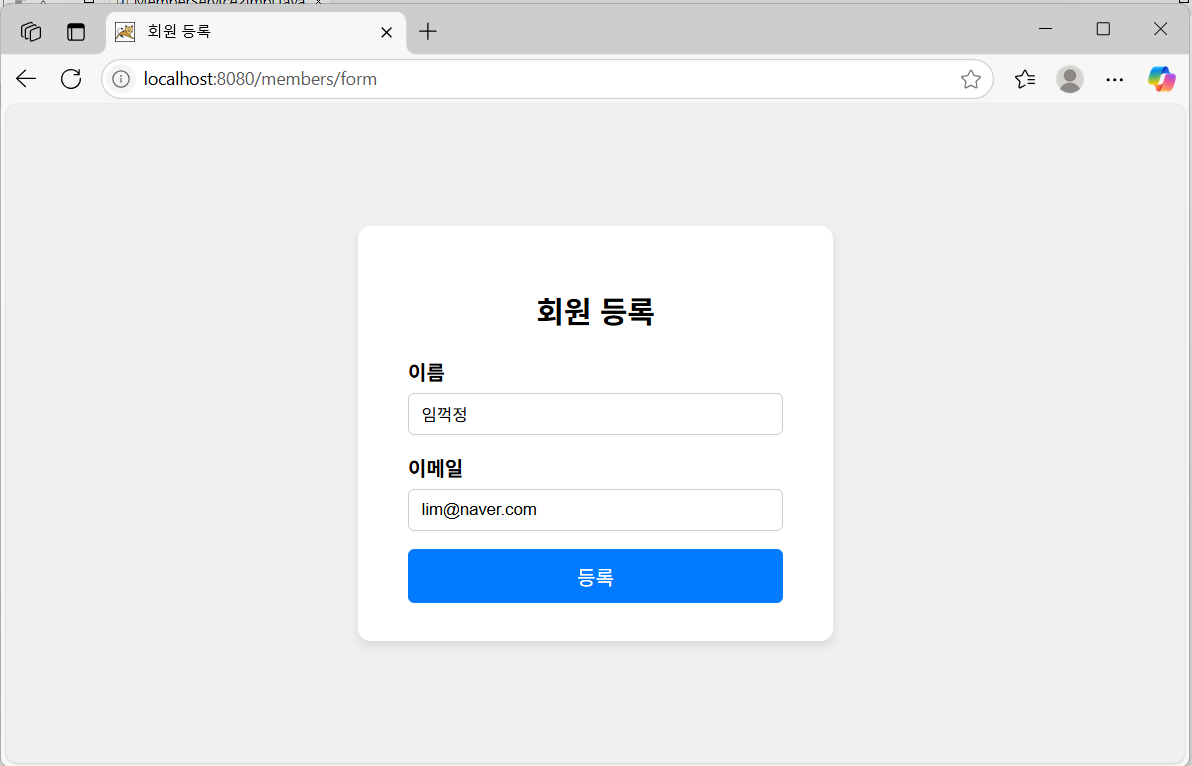 회원 등록
localhost:8080/members/form
회원 등록
이름
임꺽정
이메일
lim@naver.com
등록